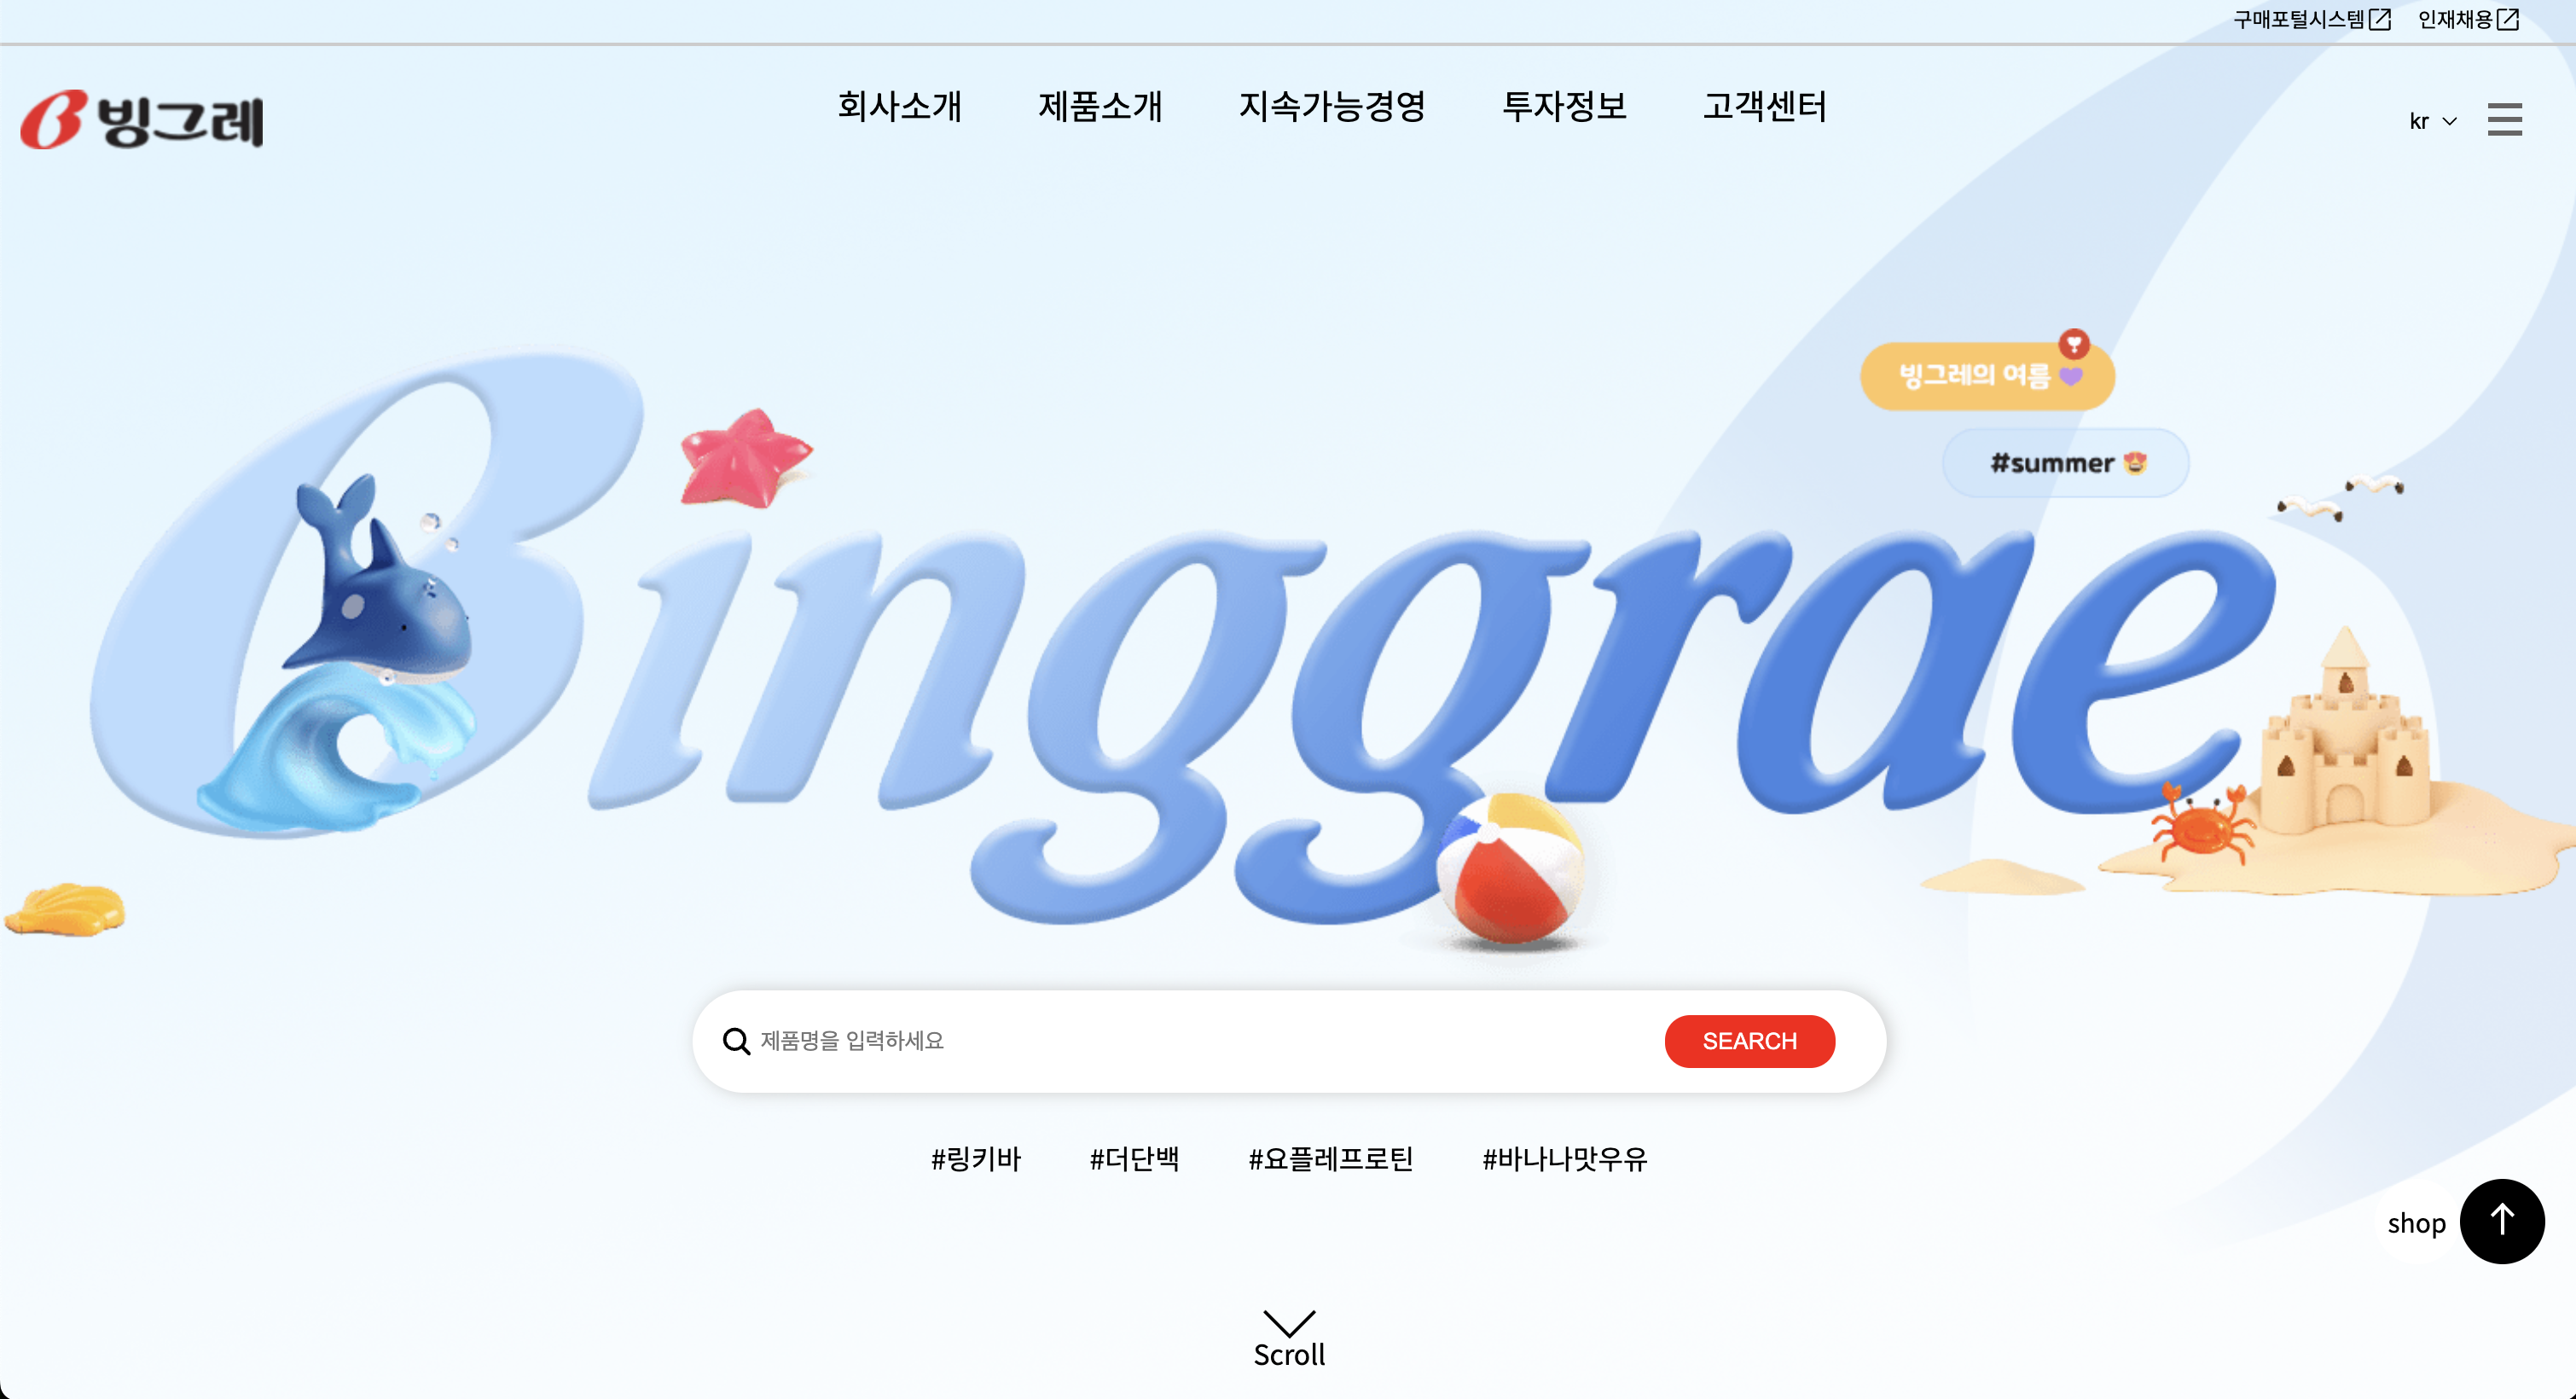 구매포털시스템 인재채용
B 빙그레
회사소개 제품소개 지속가능경영 투자정보 고객센터
kr
빙그레의 여름
#summer
Binggrae
제품명을 입력하세요
SEARCH
#링키바 #더단백 #요플레프로틴 #바나나맛우유
shop
Scroll